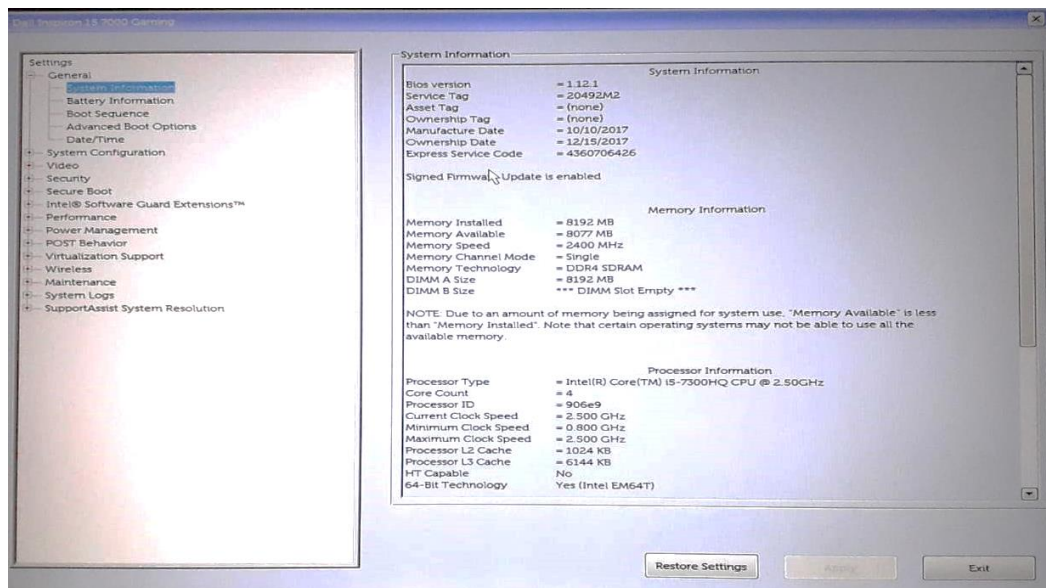 Dell Inspiron 15 7000 Gaming
Settings
General
System Information
Battery Information
Boot Sequence
Advanced Boot Options
Date/Time
System Configuration
Video
Security
Secure Boot
Intel® Software Guard Extensions™
Performance
Power Management
POST Behavior
Virtualization Support
Wireless
Maintenance
System Logs
SupportAssist System Resolution
System Information
System Information
Bios version = 1.12.1
Service Tag = 20492M2
Asset Tag = (none)
Ownership Tag = (none)
Manufacture Date = 10/10/2017
Ownership Date = 12/15/2017
Express Service Code = 4360706426
Signed Firmware Update is enabled
Memory Information
Memory Installed = 8192 MB
Memory Available = 8077 MB
Memory Speed = 2400 MHz
Memory Channel Mode = Single
Memory Technology = DDR4 SDRAM
DIMM A Size = 8192 MB
DIMM B Size *** DIMM Slot Empty ***
NOTE: Due to an amount of memory being assigned for system use, "Memory Available" is less
than "Memory Installed". Note that certain operating systems may not be able to use all the
available memory.
Processor Information
Processor Type = Intel(R) Core(TM) i5-7300HQ CPU @ 2.50GHz
Core Count = 4
Processor ID = 906e9
Current Clock Speed = 2.500 GHz
Minimum Clock Speed = 0.800 GHz
Maximum Clock Speed = 2.500 GHz
Processor L2 Cache = 1024 KB
Processor L3 Cache = 6144 KB
HT Capable No
64-Bit Technology Yes (Intel EM64T)
Restore Settings
Apply
Exit